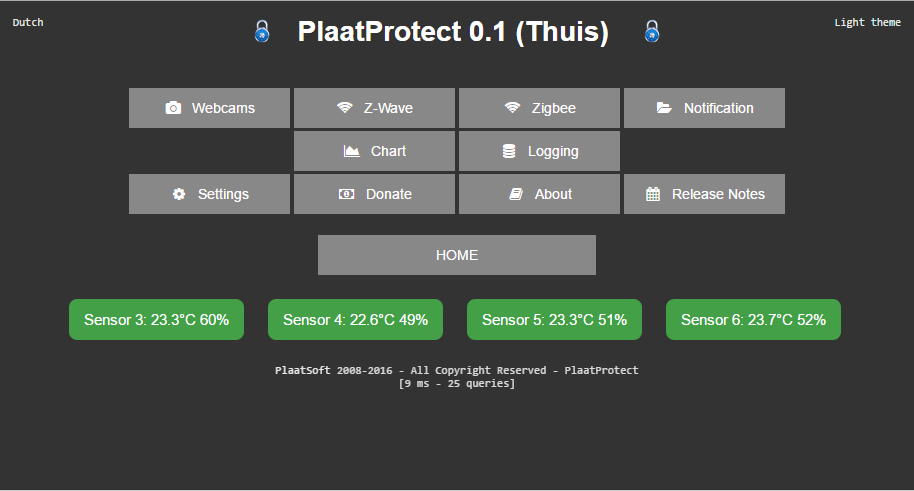 Dutch
PlaatProtect 0.1 (Thuis)
Light theme
Webcams
Z-Wave
Zigbee
Notification
Chart
Logging
Settings
Donate
About
Release Notes
HOME
Sensor 3: 23.3°C 60%
Sensor 4: 22.6°C 49%
Sensor 5: 23.3°C 51%
Sensor 6: 23.7°C 52%
PlaatSoft 2008-2016 - All Copyright Reserved - PlaatProtect
[9 ms - 25 queries]